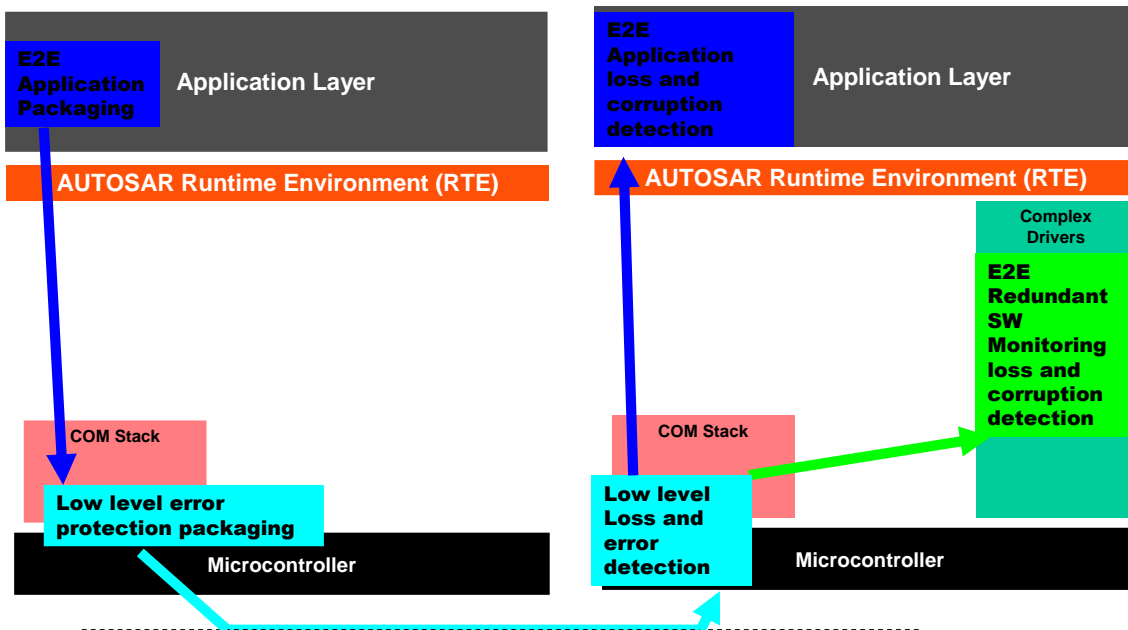 E2E
Application
Packaging
Application Layer
AUTOSAR Runtime Environment (RTE)
COM Stack
Low level error
protection packaging
Microcontroller
E2E
Application
loss and
corruption
detection
Application Layer
AUTOSAR Runtime Environment (RTE)
Complex
Drivers
E2E
Redundant
SW
Monitoring
loss and
corruption
detection
COM Stack
Low level
Loss and
error
detection
Microcontroller